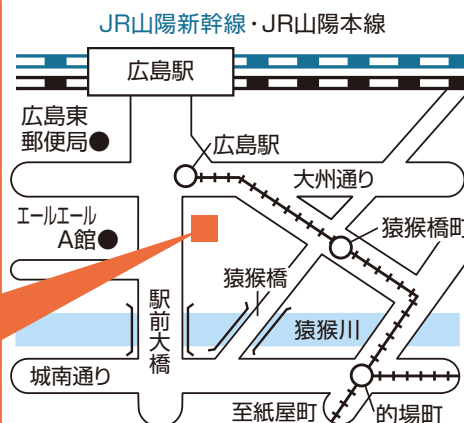 JR山陽新幹線・JR山陽本線
広島駅
広島東
郵便局
広島駅
大州通り
エールエール
A館
猿猴橋町
猿猴橋
駅前大橋
猿猴川
城南通り
至紙屋町
的場町